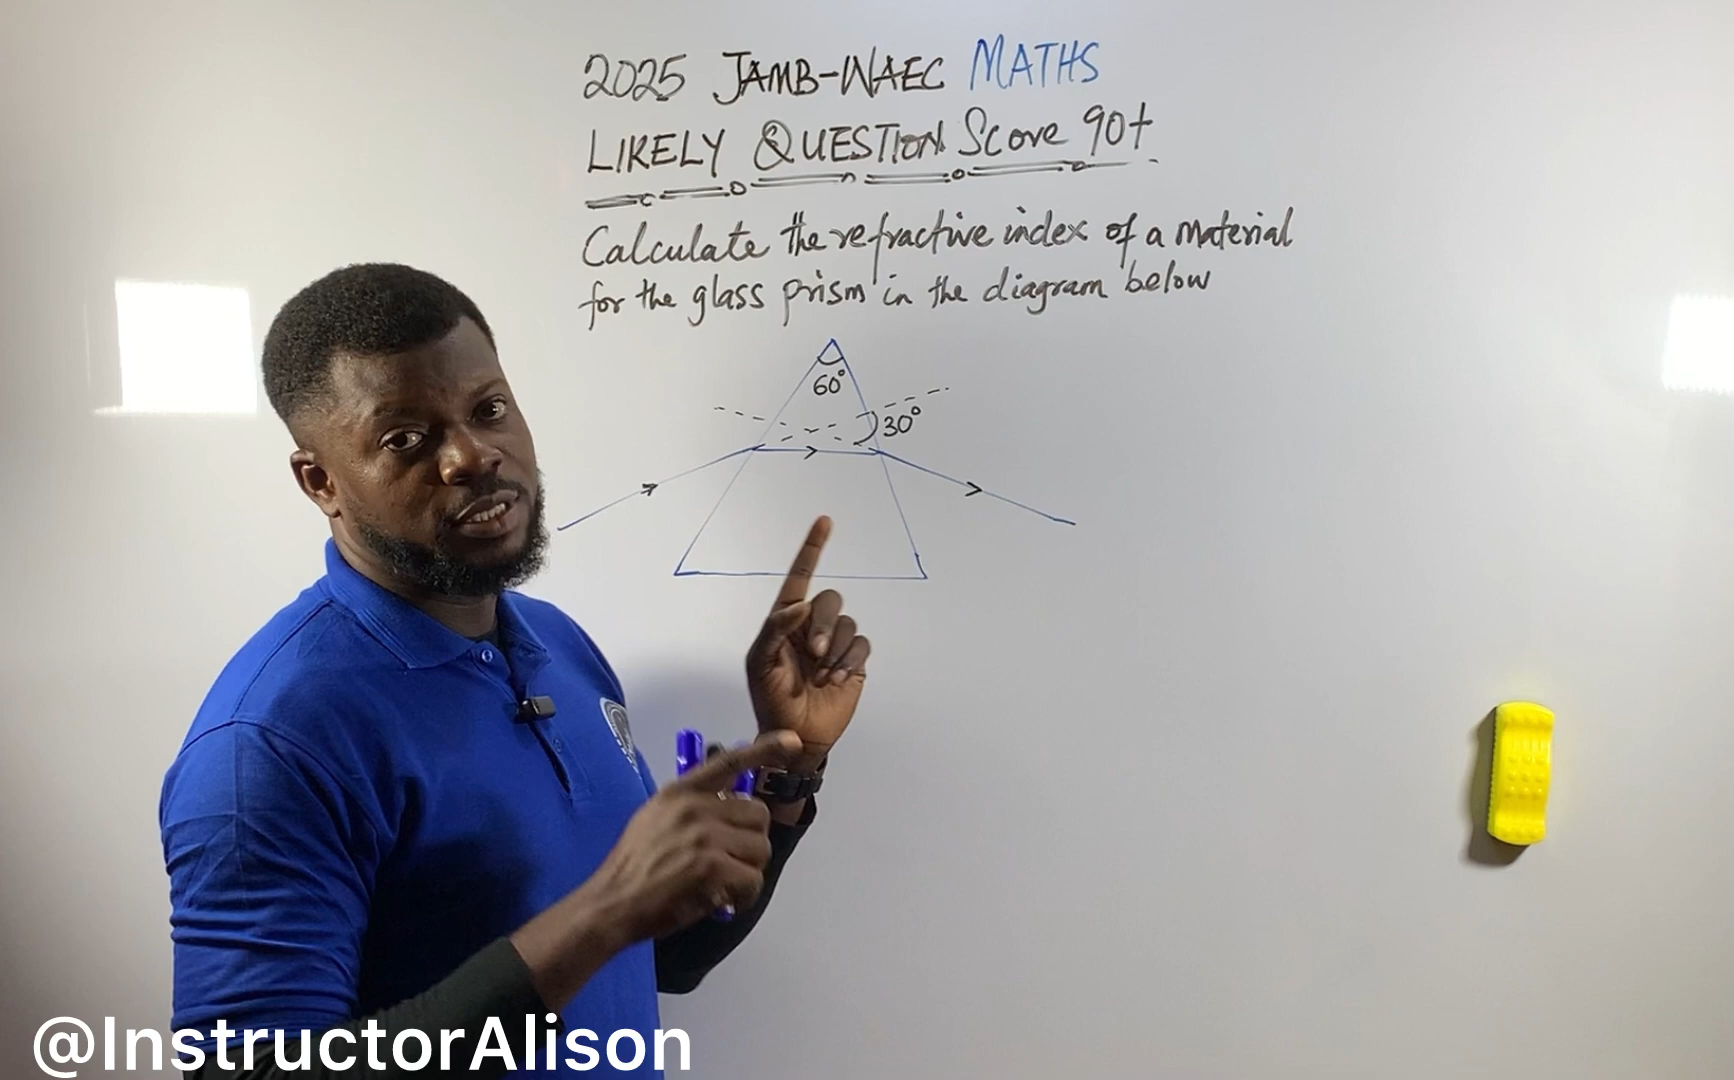 2025 JAMB-WAEC MATHS
LIKELY QUESTION Score 90+
Calculate the refractive index of a material
for the glass prism in the diagram below
60°
30°
@InstructorAlison